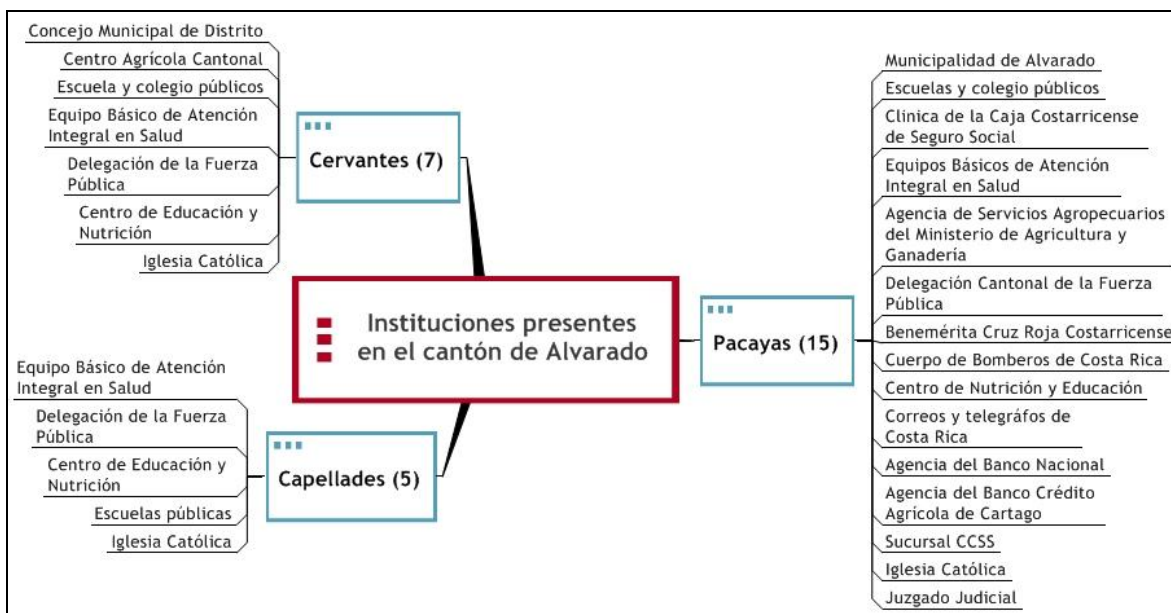 Concejo Municipal de Distrito
Centro Agrícola Cantonal
Escuela y colegio públicos
Equipo Básico de Atención
Integral en Salud
Delegación de la Fuerza
Pública
Centro de Educación y
Nutrición
Iglesia Católica
Cervantes (7)
Instituciones presentes
en el cantón de Alvarado
Equipo Básico de Atención
Integral en Salud
Delegación de la Fuerza
Pública
Centro de Educación y
Nutrición
Escuelas públicas
Iglesia Católica
Capellades (5)
Pacayas (15)
Municipalidad de Alvarado
Escuelas y colegio públicos
Clinica de la Caja Costarricense
de Seguro Social
Equipos Básicos de Atención
Integral en Salud
Agencia de Servicios Agropecuarios
del Ministerio de Agricultura y
Ganadería
Delegación Cantonal de la Fuerza
Pública
Benemérita Cruz Roja Costarricense
Cuerpo de Bomberos de Costa Rica
Centro de Nutrición y Educación
Correos y telegráfos de
Costa Rica
Agencia del Banco Nacional
Agencia del Banco Crédito
Agrícola de Cartago
Sucursal CCSS
Iglesia Católica
Juzgado Judicial